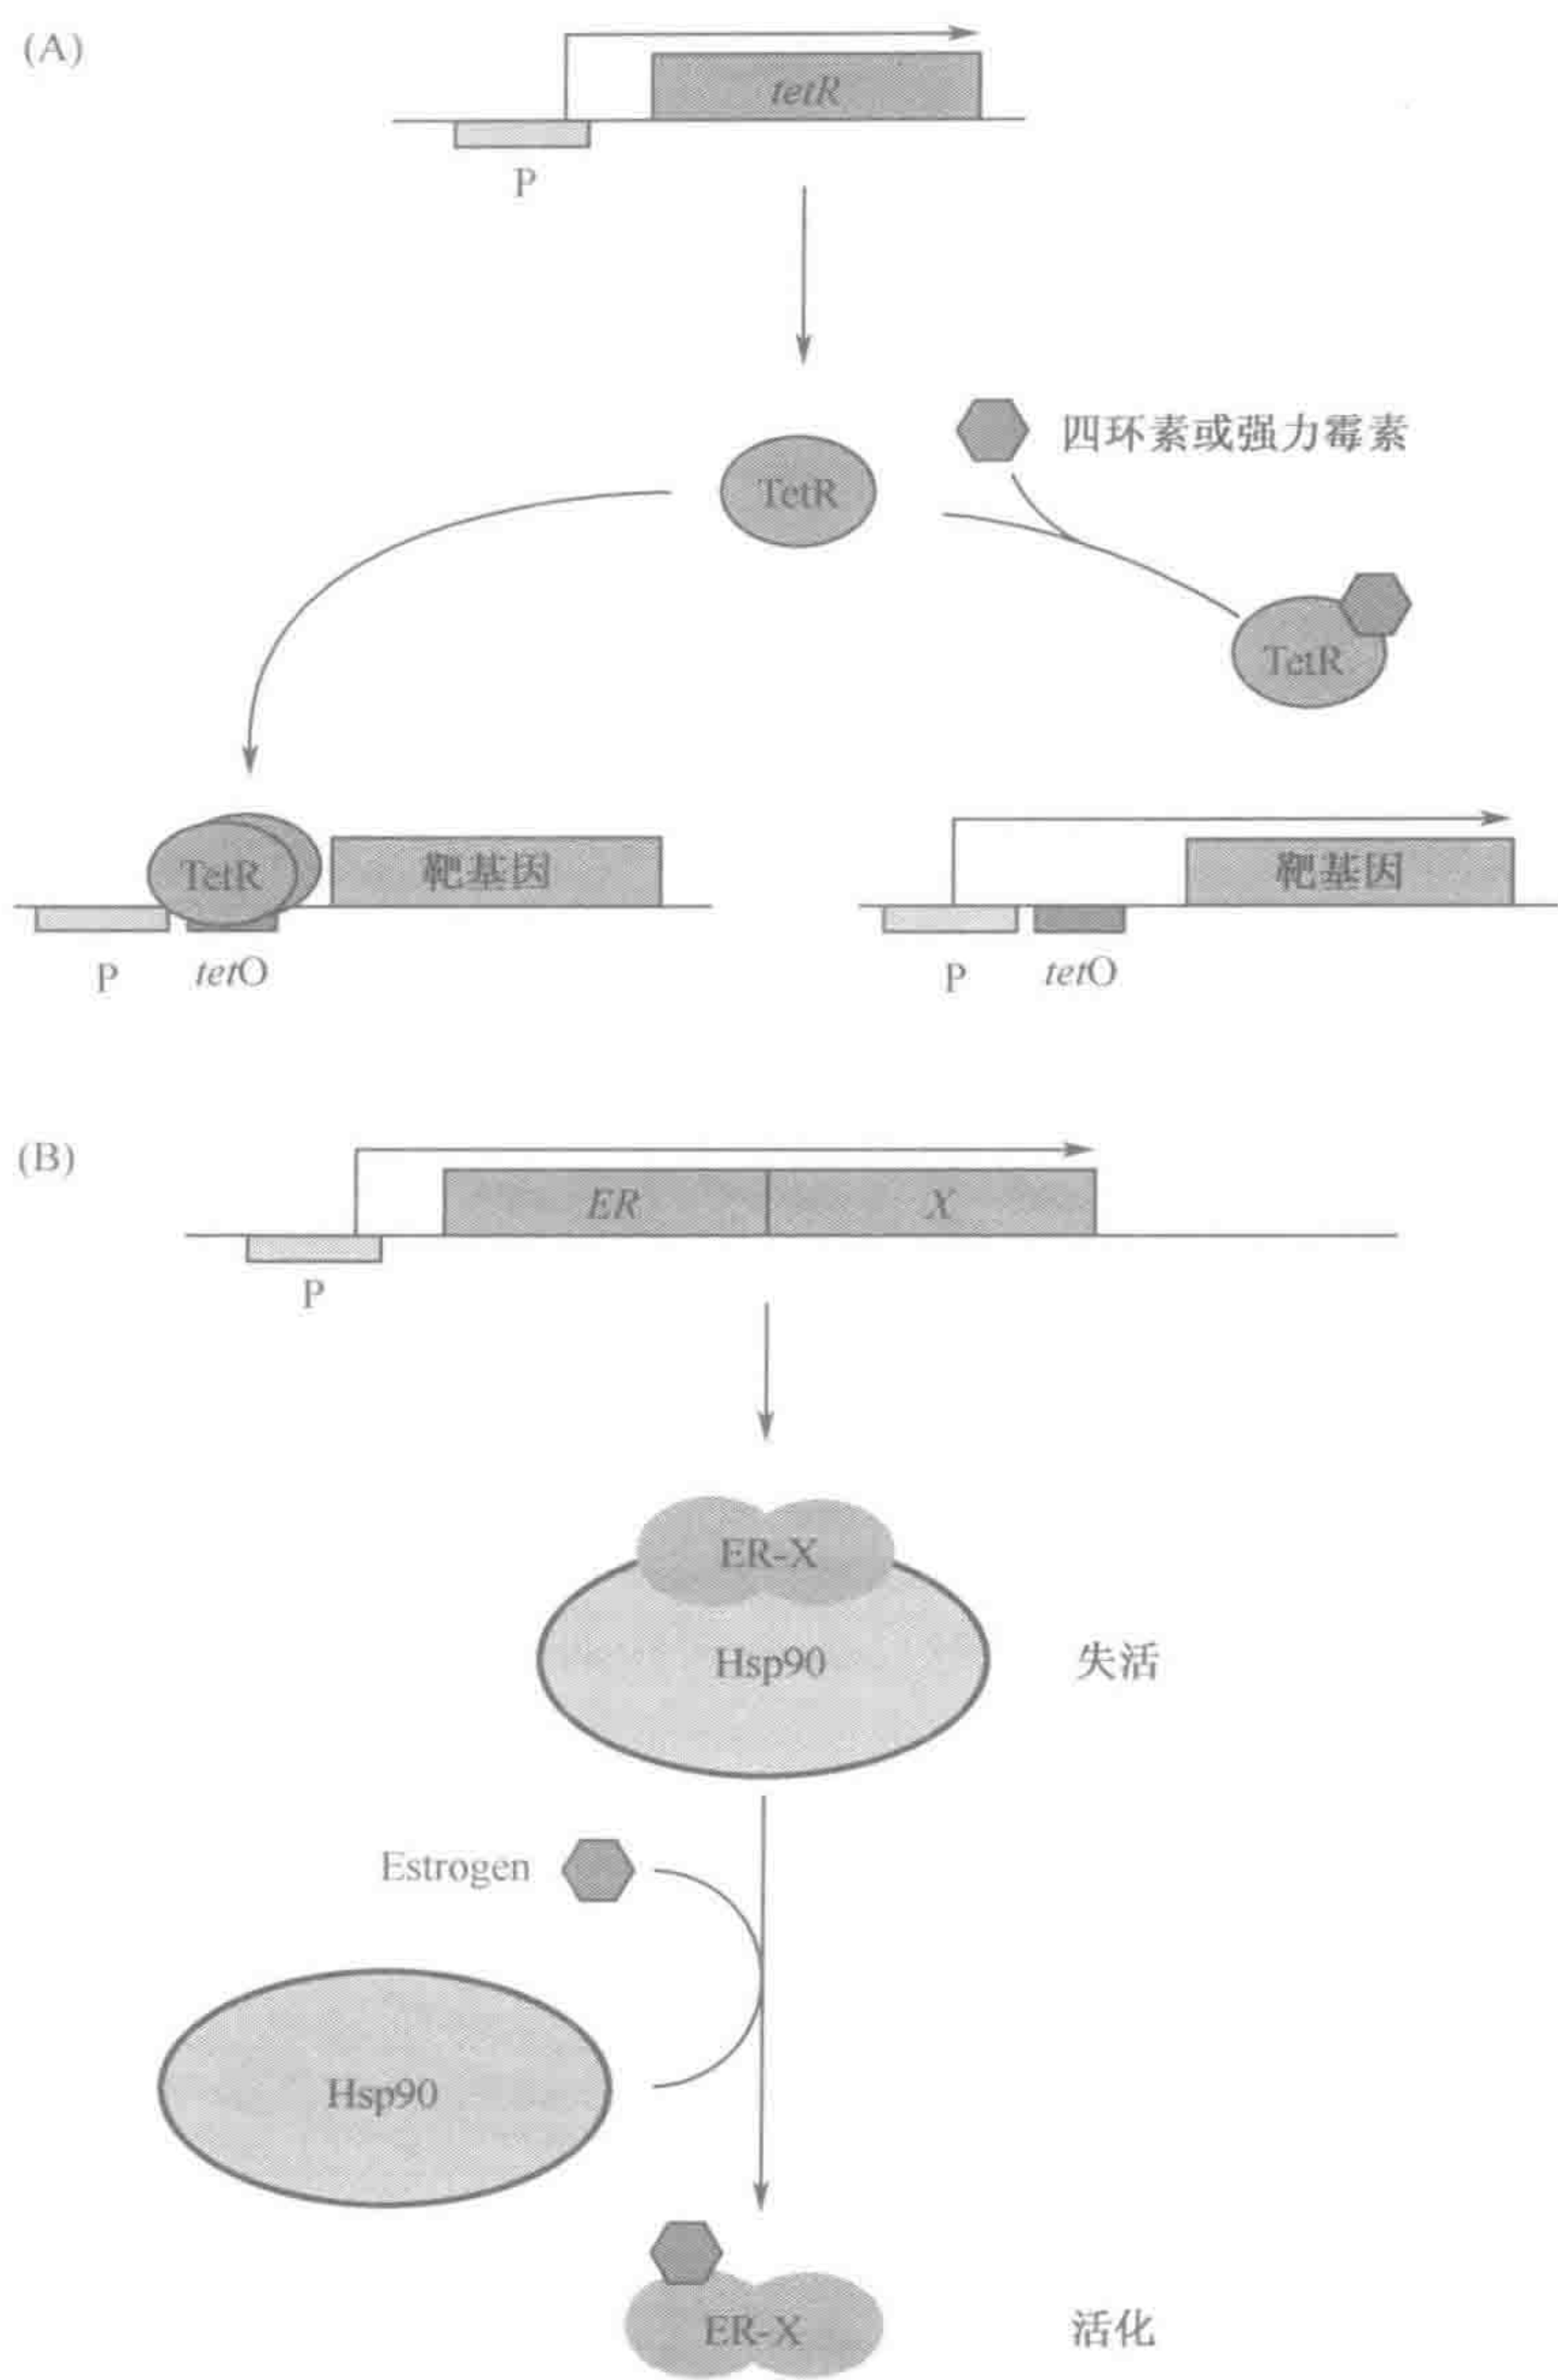 (A)
tetR
P
四环素或强力霉素
TetR
TetR
TetR
靶基因
靶基因
P
tetO
P
tetO
(B)
ER
X
P
ER-X
Hsp90
失活
Estrogen
Hsp90
ER-X
活化